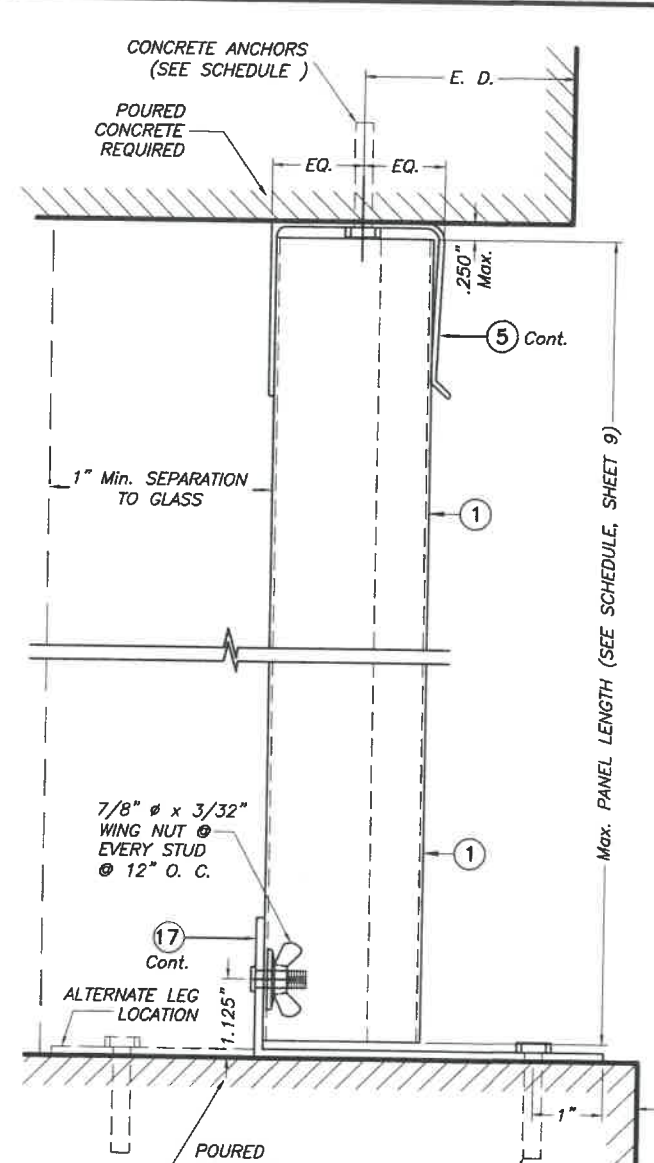 CONCRETE ANCHORS
(SEE SCHEDULE )
E. D.
POURED
CONCRETE
REQUIRED
EQ.
EQ.
.250"
Max.
5 Cont.
1" Min. SEPARATION
TO GLASS
1
Max. PANEL LENGTH (SEE SCHEDULE, SHEET 9)
7/8" ø x 3/32"
WING NUT @
EVERY STUD
@ 12" O. C.
1
17
Cont.
1.125"
ALTERNATE LEG
LOCATION
1"
POURED